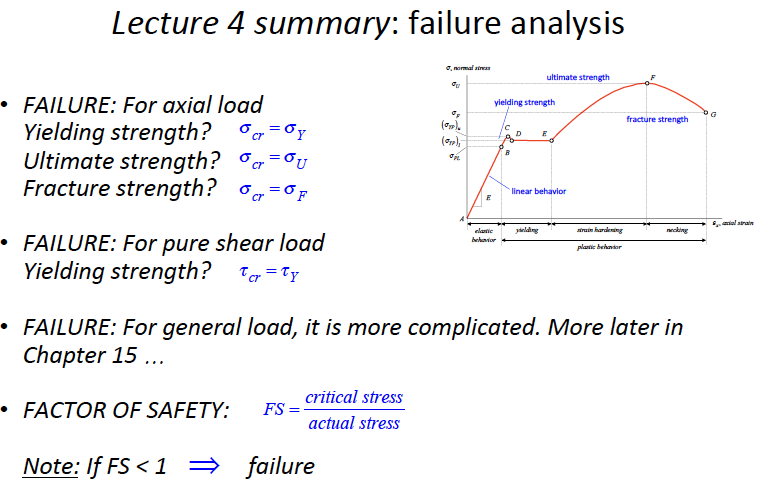 Lecture 4 summary: failure analysis
• FAILURE: For axial load
Yielding strength? σcr = σY
Ultimate strength? σcr = σU
Fracture strength? σcr = σF
• FAILURE: For pure shear load
Yielding strength? τcr = τY
• FAILURE: For general load, it is more complicated. More later in
Chapter 15 …
• FACTOR OF SAFETY: FS = critical stress / actual stress
Note: If FS < 1 ⇒ failure
σ, normal stress
σU
σF
(σYP)u
(σYP)l
σPL
ultimate strength
yielding strength
fracture strength
linear behavior
A
B
C
D
E
F
G
E
εa, axial strain
elastic
behavior
yielding
strain hardening
necking
plastic behavior